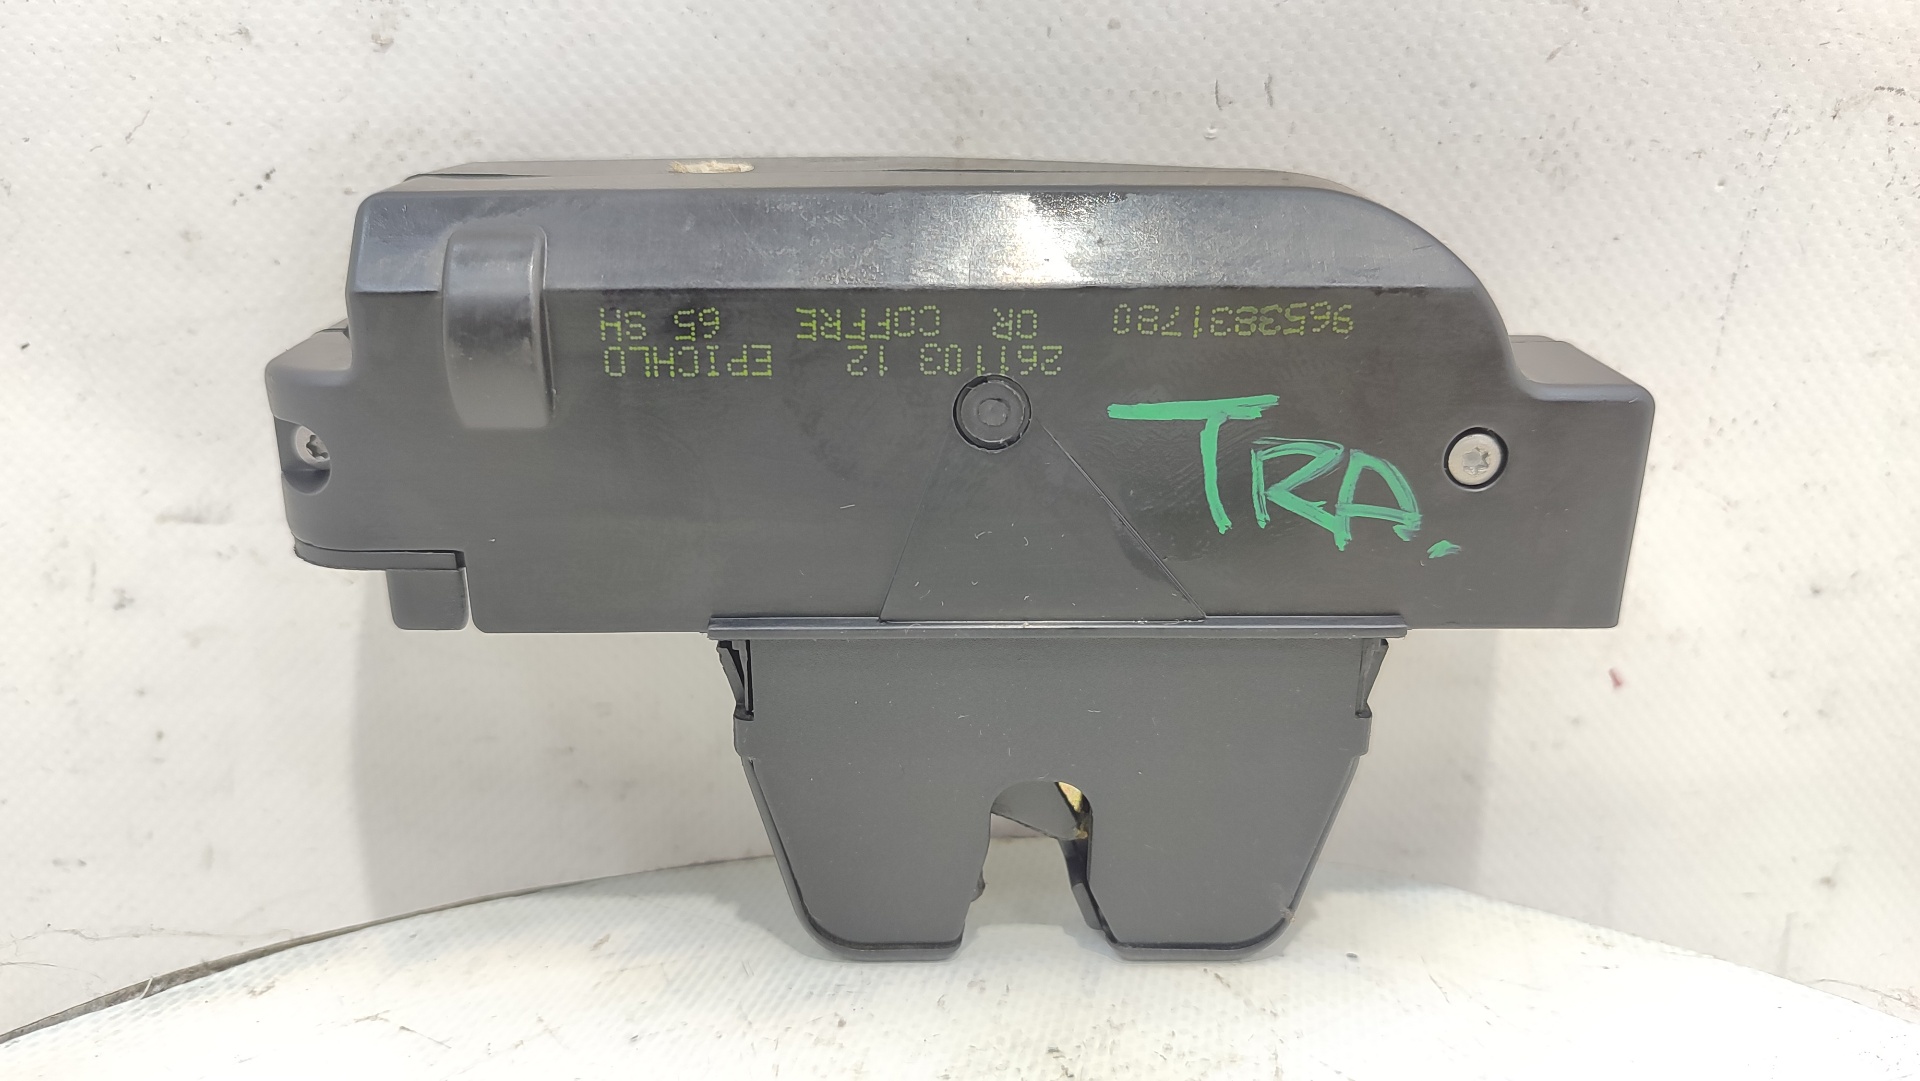 261103 12 EPICHLO
9653831780 OR COFFRE 65 SH
TRA.